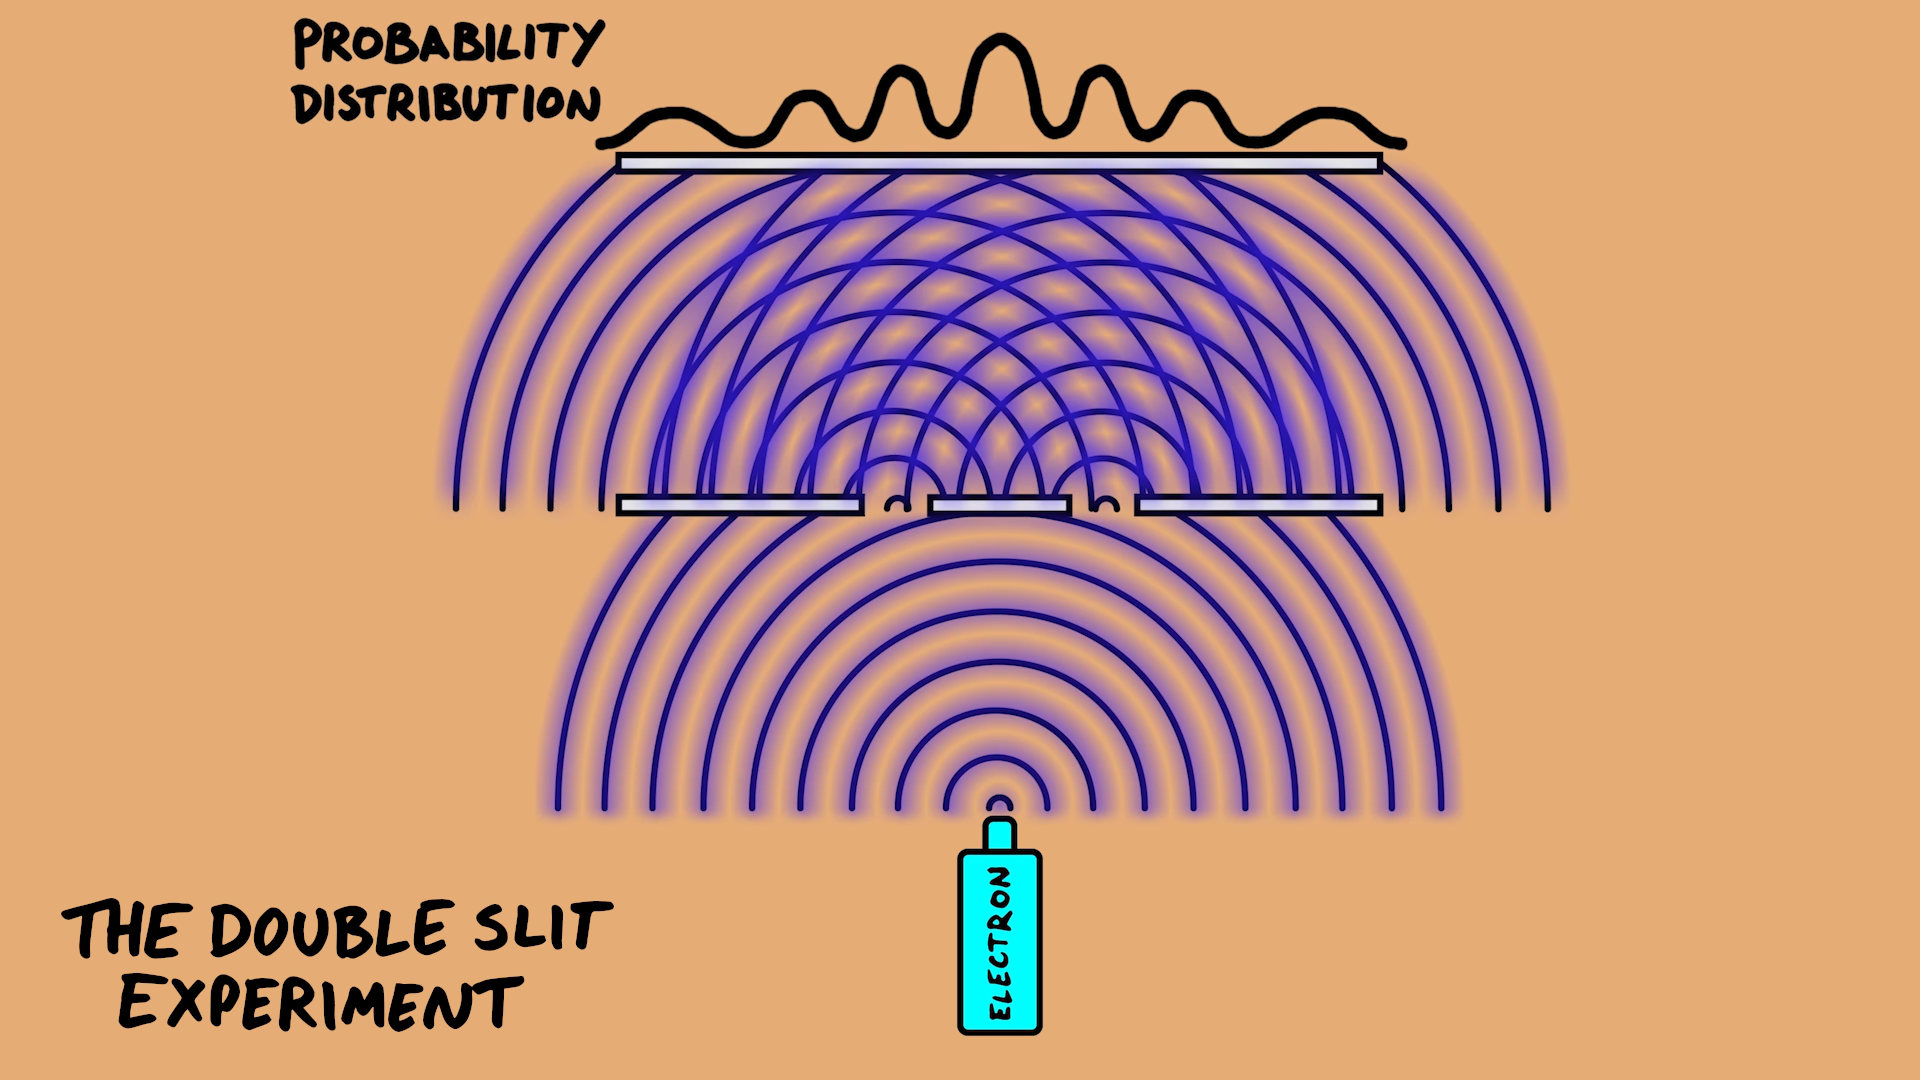 PROBABILITY
DISTRIBUTION
ELECTRON
THE DOUBLE SLIT
EXPERIMENT